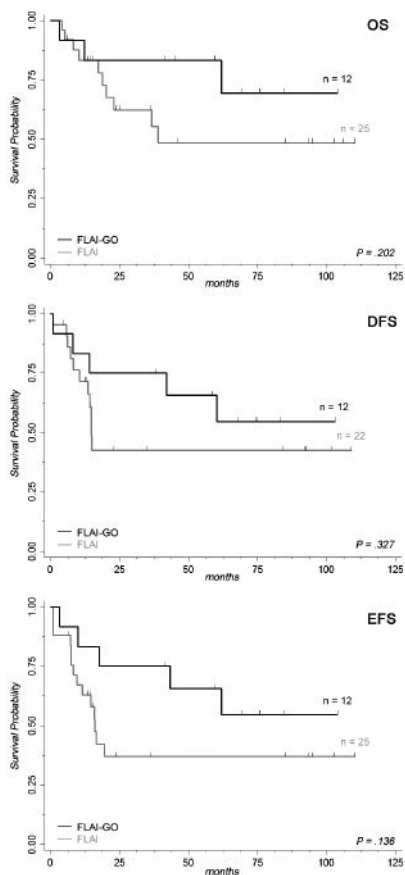 OS
Survival Probability
1.00
0.75
0.50
0.25
0.00
n = 12
n = 25
FLAI-GO
FLAI
P = .202
0
25
50
75
100
125
months
DFS
Survival Probability
1.00
0.75
0.50
0.25
0.00
n = 12
n = 22
FLAI-GO
FLAI
P = .327
0
25
50
75
100
125
months
EFS
Survival Probability
1.00
0.75
0.50
0.25
0.00
n = 12
n = 25
FLAI-GO
FLAI
P = .136
0
25
50
75
100
125
months